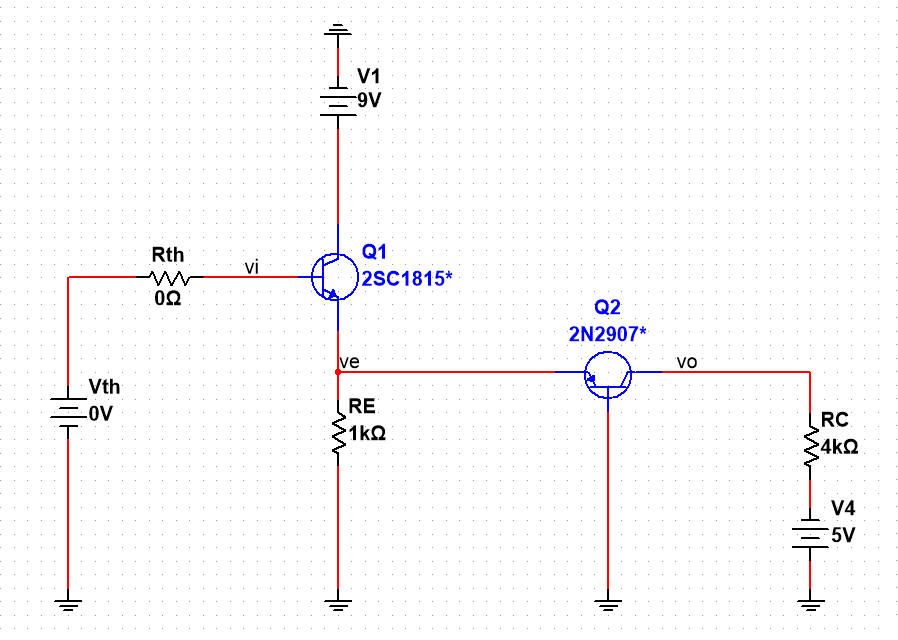 V1
9V
Q1
2SC1815*
Rth
vi
0Ω
Q2
2N2907*
ve
vo
Vth
0V
RE
1kΩ
RC
4kΩ
V4
5V